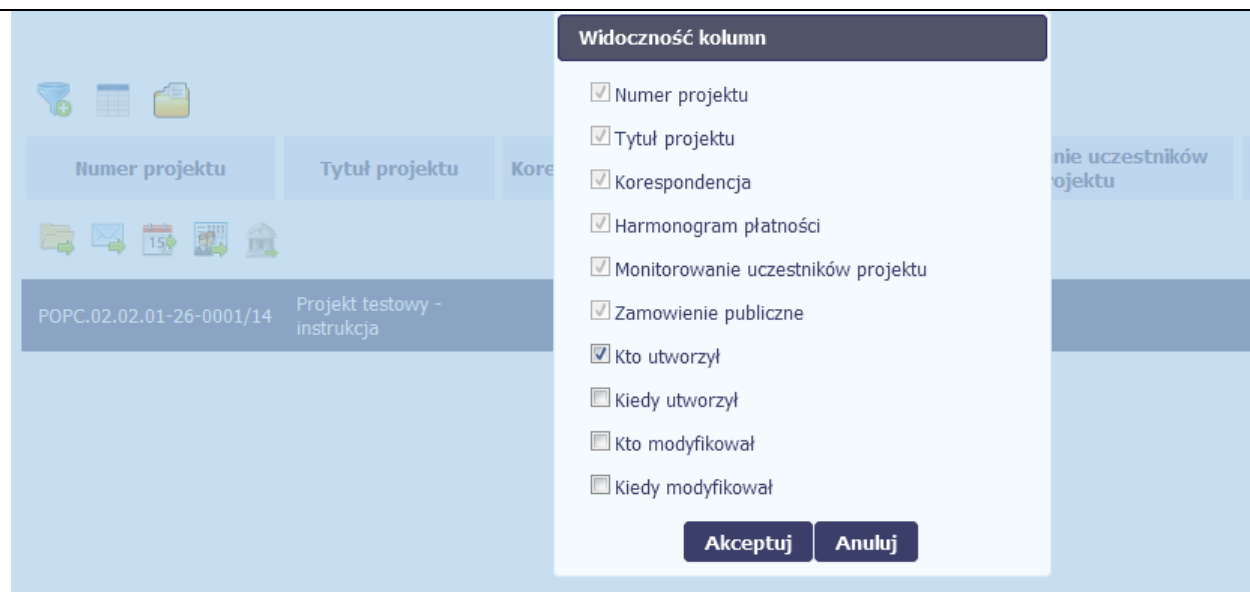 Widoczność kolumn
Numer projektu
Tytuł projektu
Korespondencja
Harmonogram płatności
Monitorowanie uczestników projektu
Zamowienie publiczne
Kto utworzył
Kiedy utworzył
Kto modyfikował
Kiedy modyfikował
Akceptuj Anuluj
Numer projektu Tytuł projektu Kore nie uczestników
ojektu
15
POPC.02.02.01-26-0001/14 Projekt testowy -
instrukcja